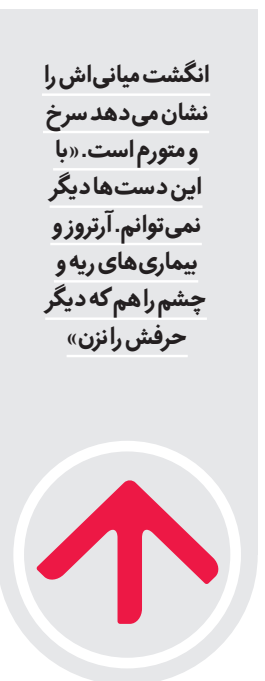 انگشت میانی‌اش را
نشان می‌دهد سرخ
و متورم است. «با
این دست‌ها دیگر
نمی‌توانم. آرتروز و
بیماری‌های ریه و
چشم را هم که دیگر
حرفش را نزن»